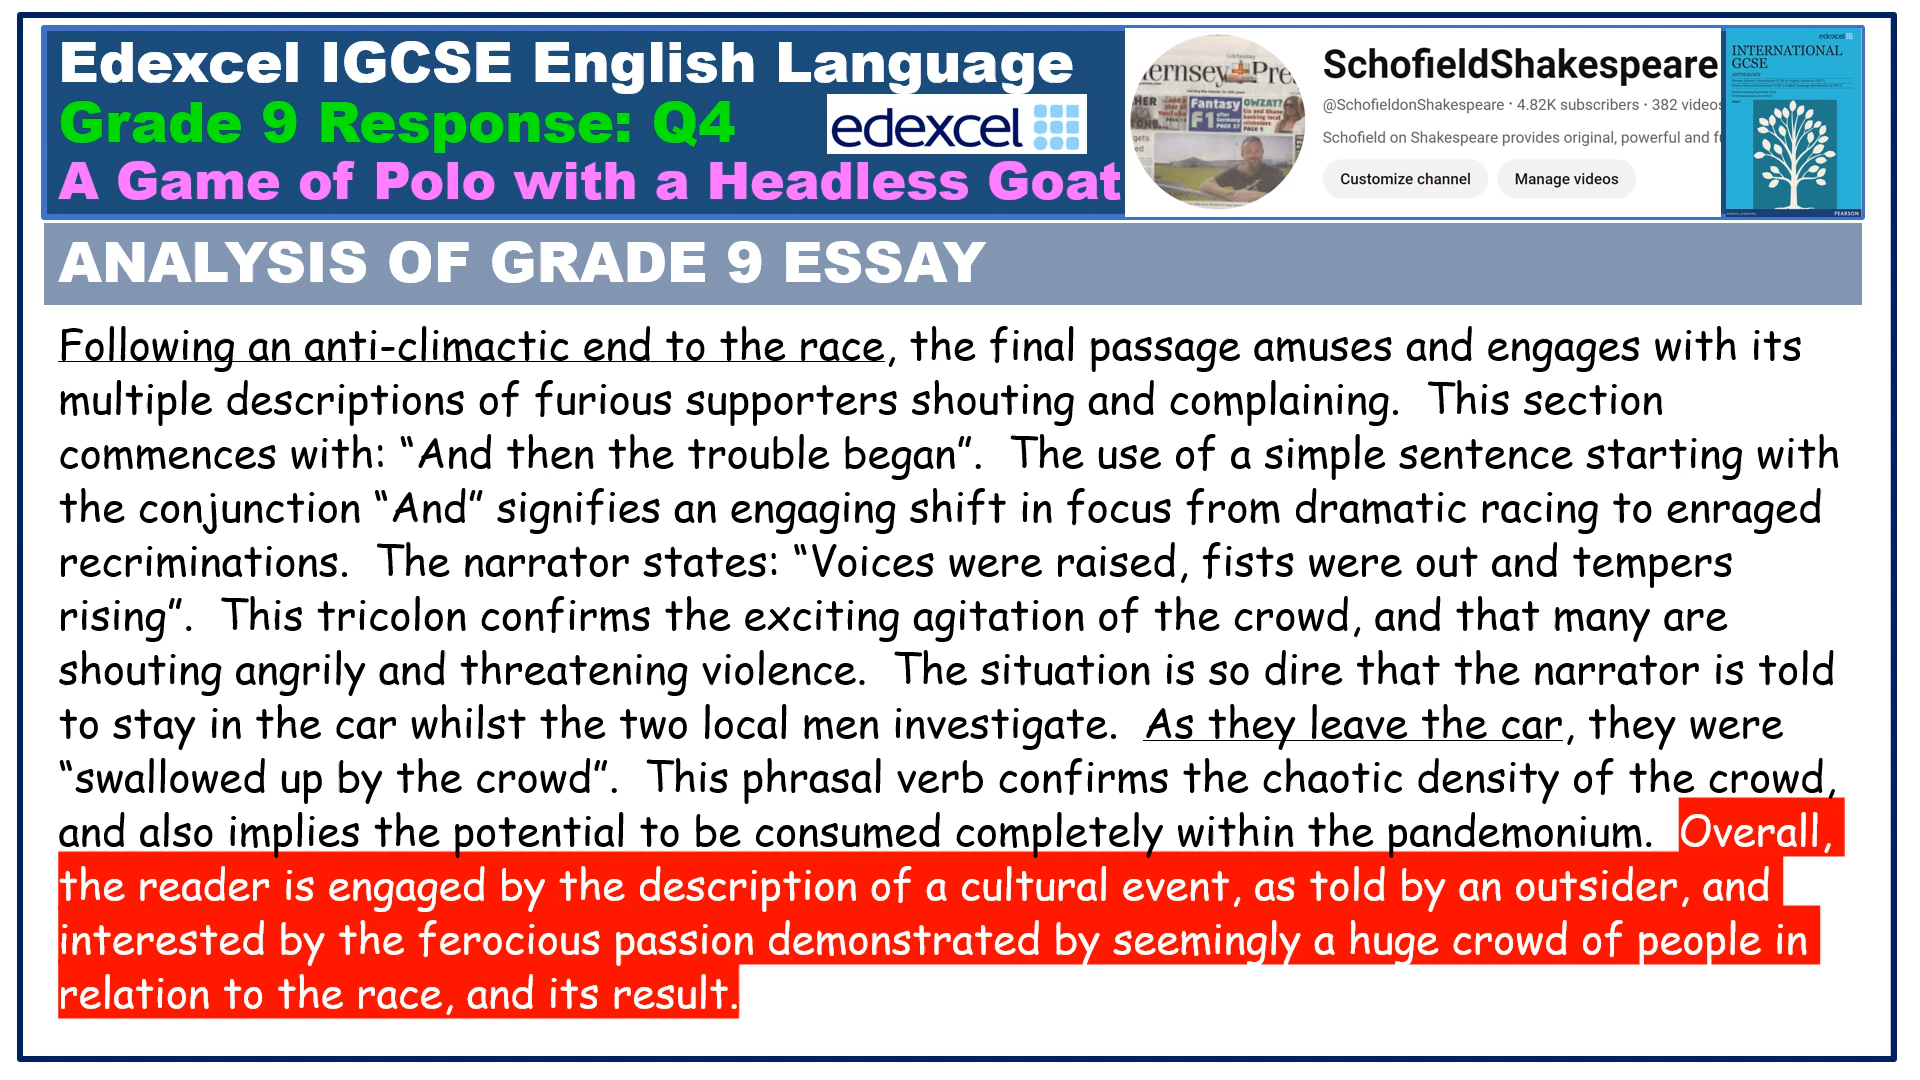 Edexcel IGCSE English Language
Grade 9 Response: Q4
edexcel
A Game of Polo with a Headless Goat
SchofieldShakespeare
@SchofieldonShakespeare · 4.82K subscribers · 382 videos
Schofield on Shakespeare provides original, powerful and fu
Customize channel
Manage videos
ernsey Pre
HER
Fantasy
F1
OWZAT?
edexcel
INTERNATIONAL
GCSE
ANTHOLOGY
PEARSON
ANALYSIS OF GRADE 9 ESSAY
Following an anti-climactic end to the race, the final passage amuses and engages with its
multiple descriptions of furious supporters shouting and complaining. This section
commences with: “And then the trouble began”. The use of a simple sentence starting with
the conjunction “And” signifies an engaging shift in focus from dramatic racing to enraged
recriminations. The narrator states: “Voices were raised, fists were out and tempers
rising”. This tricolon confirms the exciting agitation of the crowd, and that many are
shouting angrily and threatening violence. The situation is so dire that the narrator is told
to stay in the car whilst the two local men investigate. As they leave the car, they were
“swallowed up by the crowd”. This phrasal verb confirms the chaotic density of the crowd,
and also implies the potential to be consumed completely within the pandemonium. Overall,
the reader is engaged by the description of a cultural event, as told by an outsider, and
interested by the ferocious passion demonstrated by seemingly a huge crowd of people in
relation to the race, and its result.